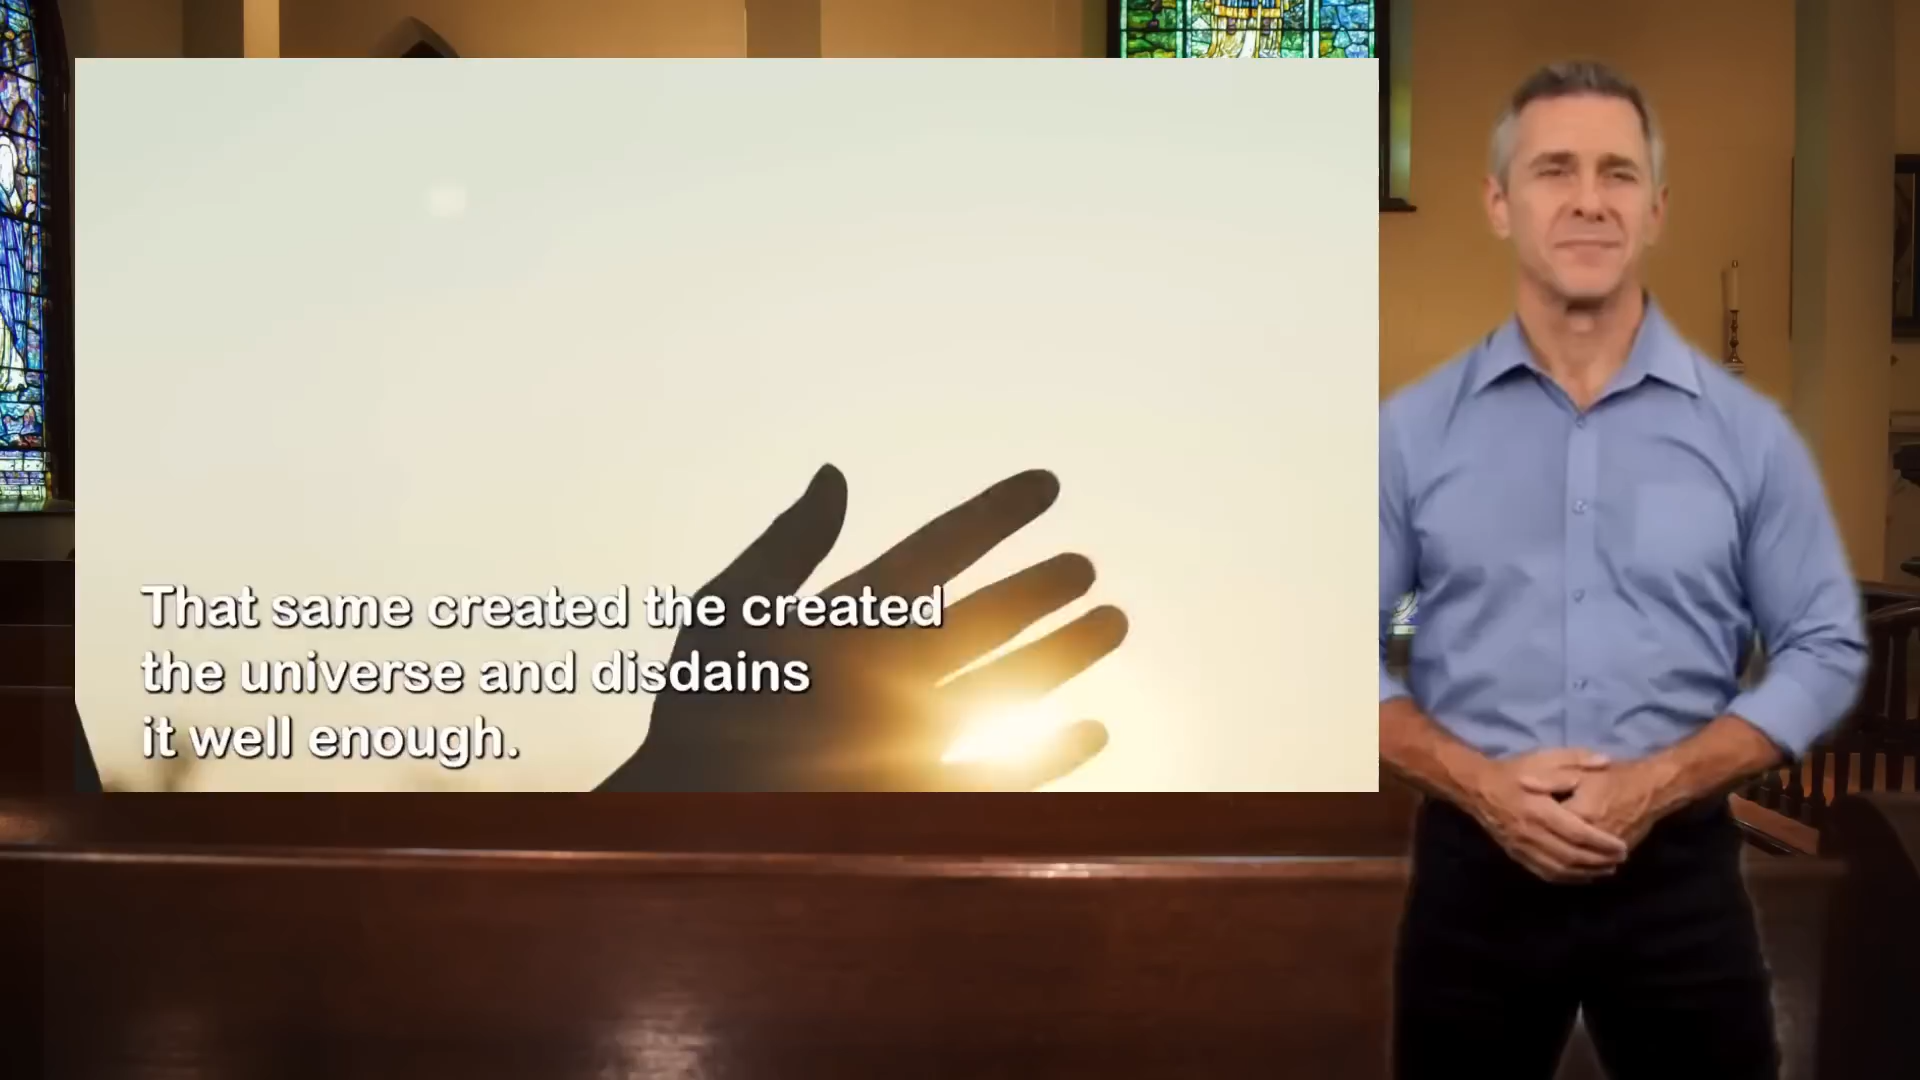 That same created the created
the universe and disdains
it well enough.